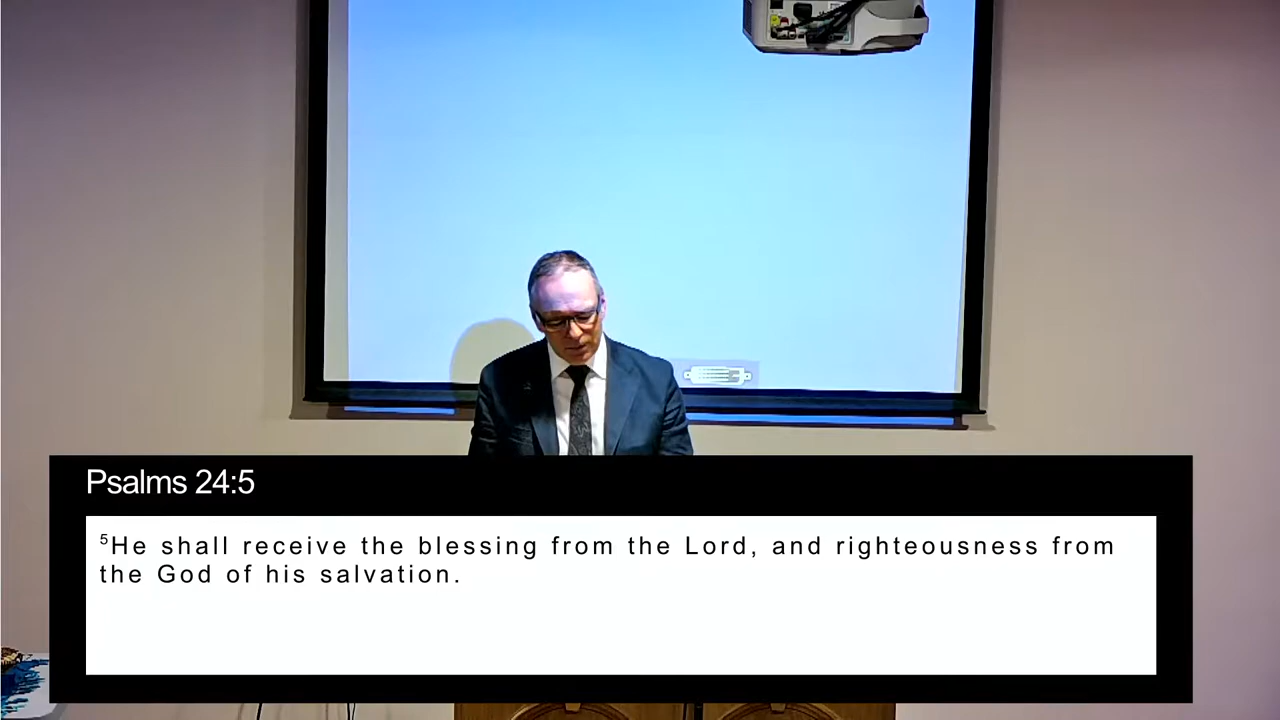 Psalms 24:5
⁵He shall receive the blessing from the Lord, and righteousness from
the God of his salvation.